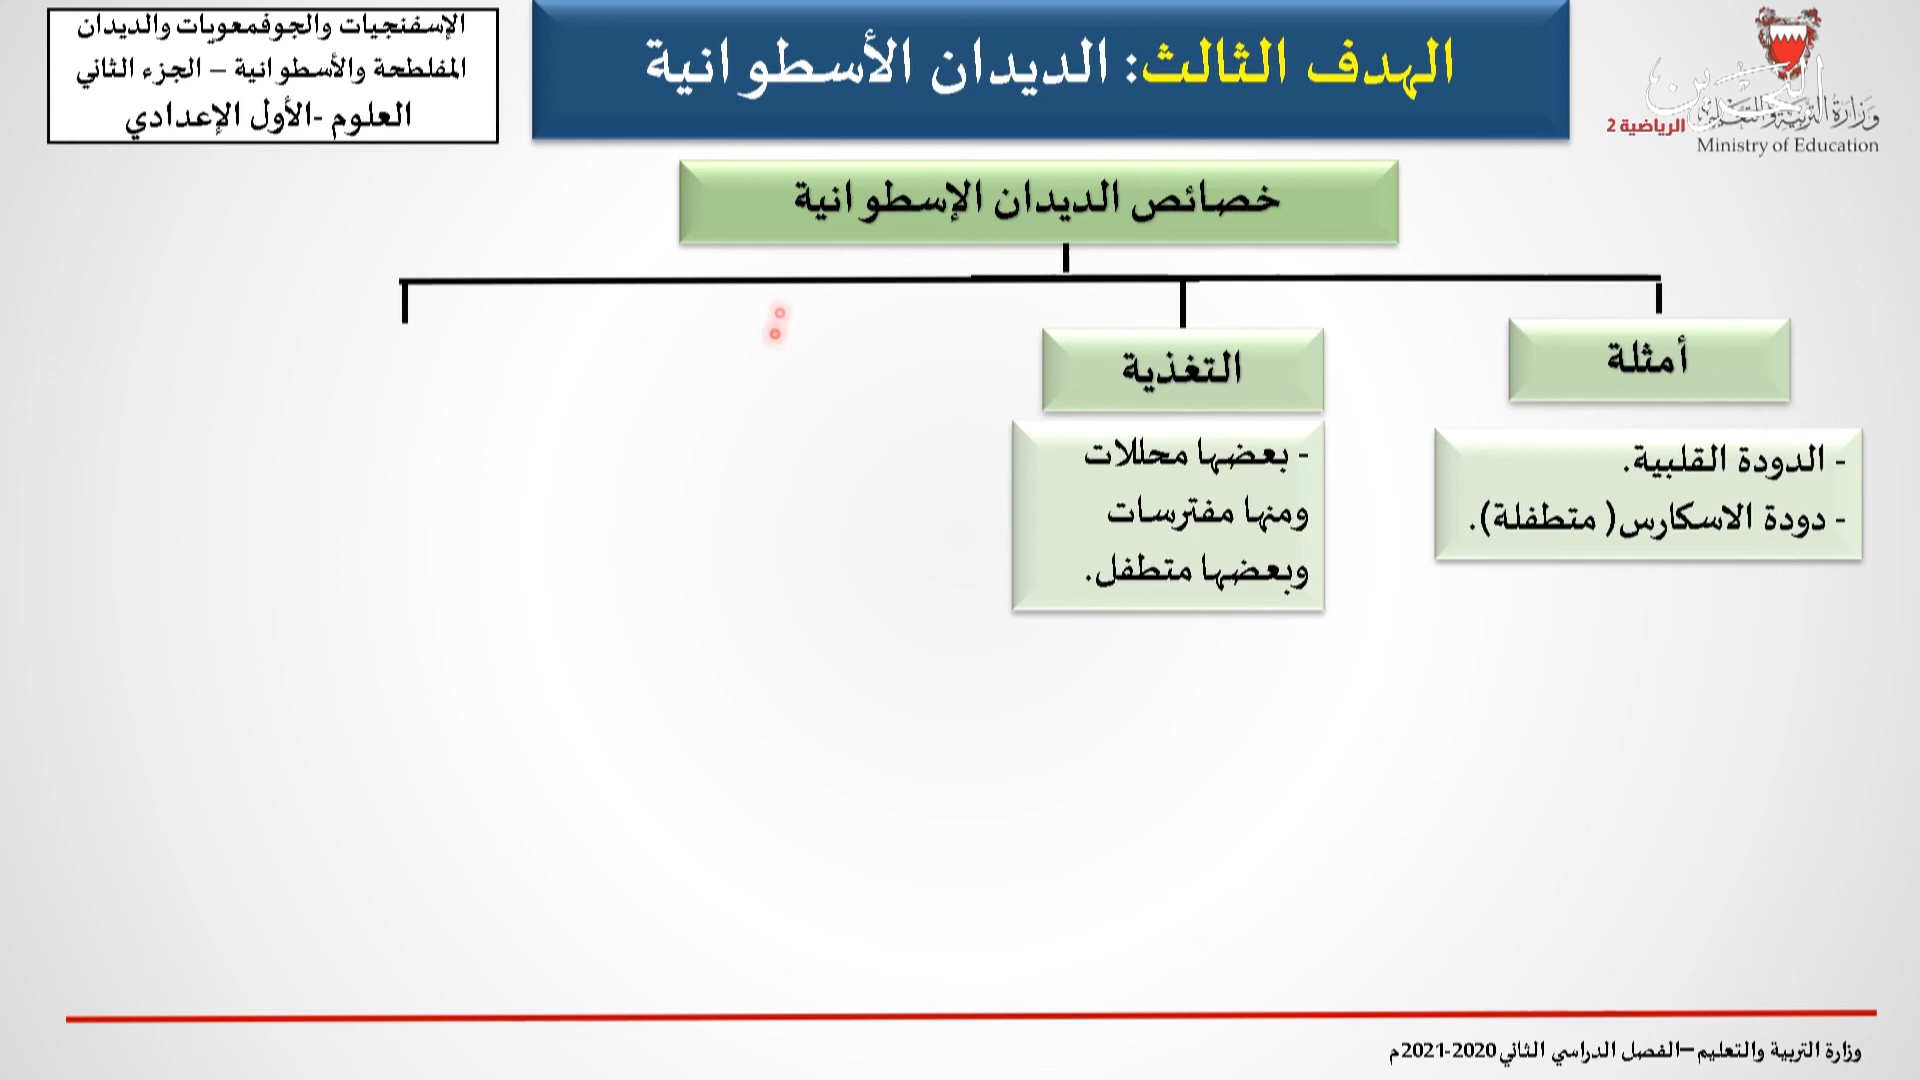 الإسفنجيات والجوفمعويات والديدان
المفلطحة والأسطوانية – الجزء الثاني
العلوم -الأول الإعدادي
الهدف الثالث: الديدان الأسطوانية
البحرين
الرياضية 2
وزارة التربية والتعليم
Ministry of Education
خصائص الديدان الإسطوانية
أمثلة
- الدودة القلبية.
- دودة الاسكارس( متطفلة).
التغذية
- بعضها محللات
ومنها مفترسات
وبعضها متطفل.
وزارة التربية والتعليم –الفصل الدراسي الثاني 2020-2021م